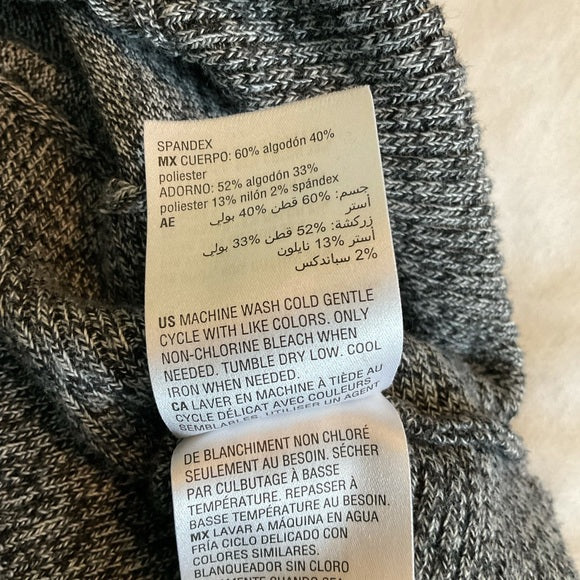 SPANDEX
MX CUERPO: 60% algodón 40%
poliester
ADORNO: 52% algodón 33%
poliester 13% nilón 2% spándex
AE
جسم: 60% قطن 40% بولي
أستر
زركشة: 52% قطن 33% بولي
أستر 13% نايلون
2% سباندكس
US MACHINE WASH COLD GENTLE
CYCLE WITH LIKE COLORS. ONLY
NON-CHLORINE BLEACH WHEN
NEEDED. TUMBLE DRY LOW. COOL
IRON WHEN NEEDED.
CA LAVER EN MACHINE À TIÈDE AU
CYCLE DÉLICAT AVEC COULEURS
SEMBLABLES. UTILISER UN AGENT
DE BLANCHIMENT NON CHLORÉ
SEULEMENT AU BESOIN. SÉCHER
PAR CULBUTAGE À BASSE
TEMPÉRATURE. REPASSER À
BASSE TEMPÉRATURE AU BESOIN.
MX LAVAR A MÁQUINA EN AGUA
FRÍA CICLO DELICADO CON
COLORES SIMILARES.
BLANQUEADOR SIN CLORO
CUANDO